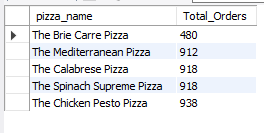 pizza_name Total_Orders
The Brie Carre Pizza 480
The Mediterranean Pizza 912
The Calabrese Pizza 918
The Spinach Supreme Pizza 918
The Chicken Pesto Pizza 938